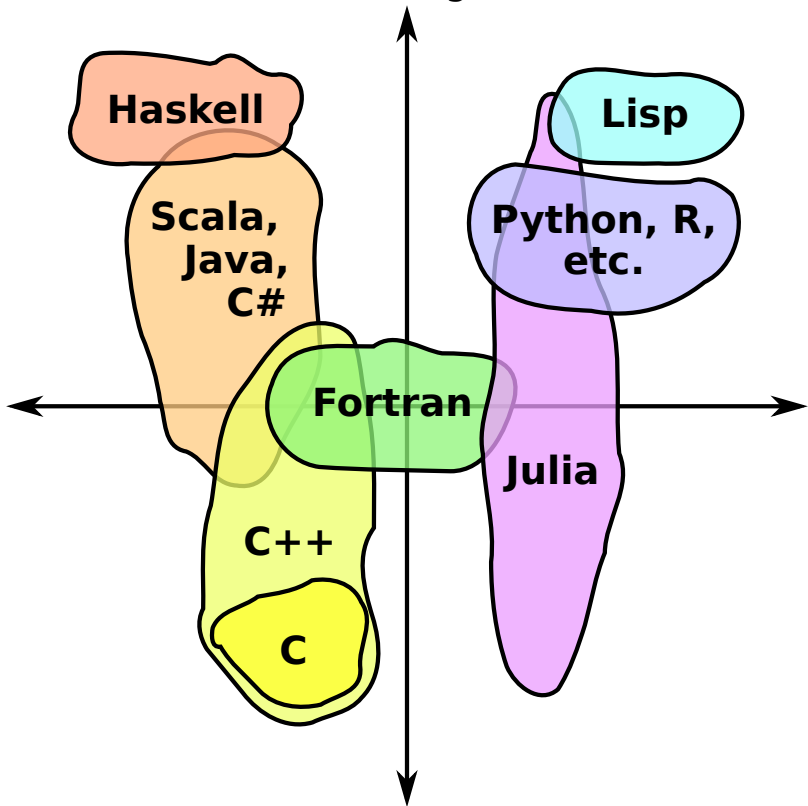 Haskell
Lisp
Scala,
Java,
C#
Python, R,
etc.
Fortran
Julia
C++
C